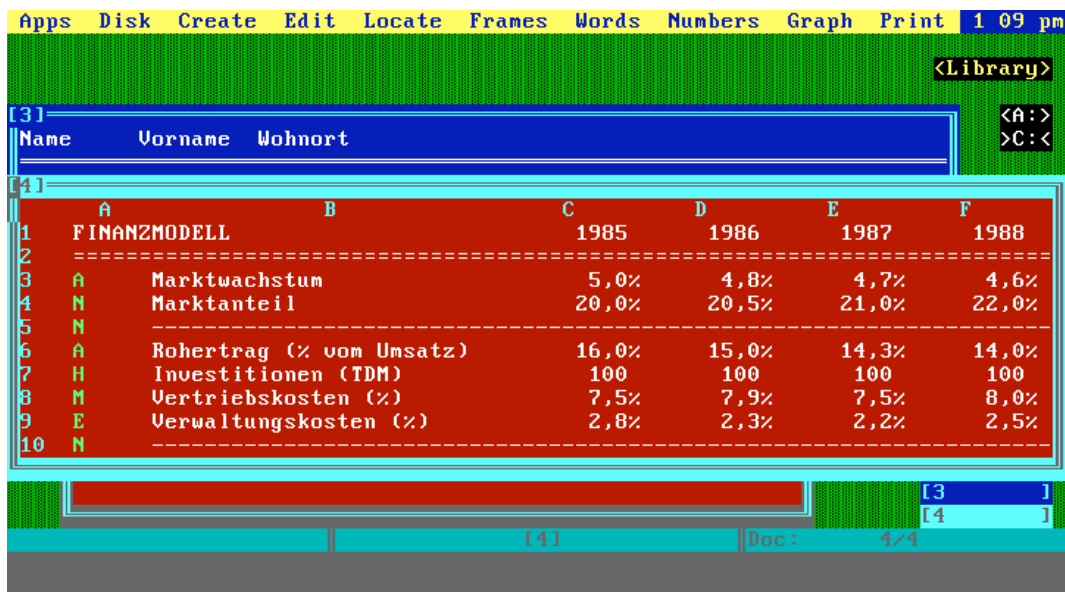 Apps Disk Create Edit Locate Frames Words Numbers Graph Print 1 09 pm
<Library>
[3] <A:>
Name Vorname Wohnort >C:<
[4]
A B C D E F
1 FINANZMODELL 1985 1986 1987 1988
2 ==========================================================================
3 A Marktwachstum 5,0% 4,8% 4,7% 4,6%
4 N Marktanteil 20,0% 20,5% 21,0% 22,0%
5 N --------------------------------------------------------------------
6 A Rohertrag (% vom Umsatz) 16,0% 15,0% 14,3% 14,0%
7 H Investitionen (TDM) 100 100 100 100
8 M Vertriebskosten (%) 7,5% 7,9% 7,5% 8,0%
9 E Verwaltungskosten (%) 2,8% 2,3% 2,2% 2,5%
10 N --------------------------------------------------------------------
[3 ]
[4 ]
[4] Doc: 4/4